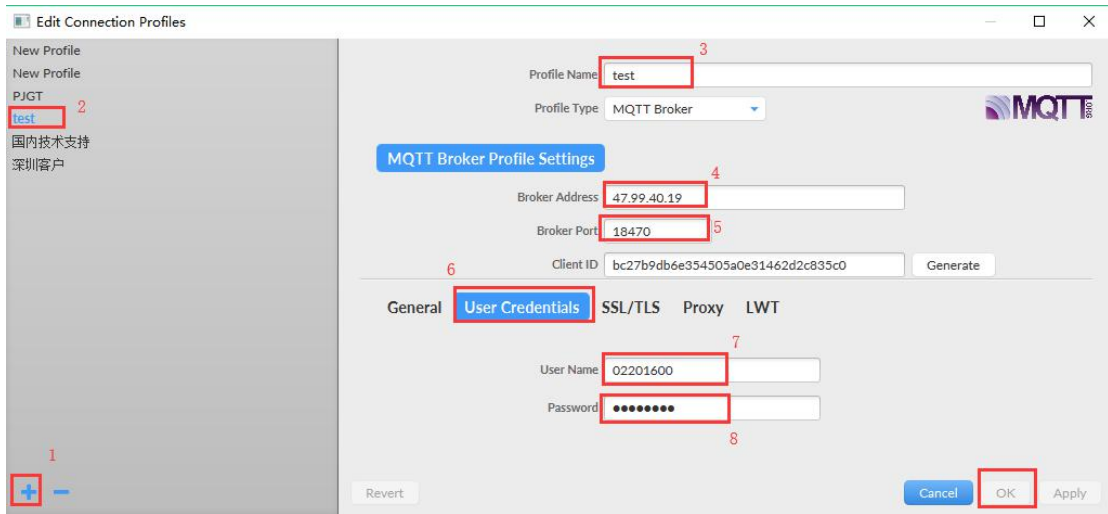 Edit Connection Profiles
New Profile
New Profile
PJGT
2
test
国内技术支持
深圳客户
1
3
Profile Name test
Profile Type MQTT Broker
MQTT.ORG
MQTT Broker Profile Settings
4
Broker Address 47.99.40.19
Broker Port 18470 5
Client ID bc27b9db6e354505a0e31462d2c835c0 Generate
6
General User Credentials SSL/TLS Proxy LWT
7
User Name 02201600
Password ●●●●●●●●
8
Revert Cancel OK Apply